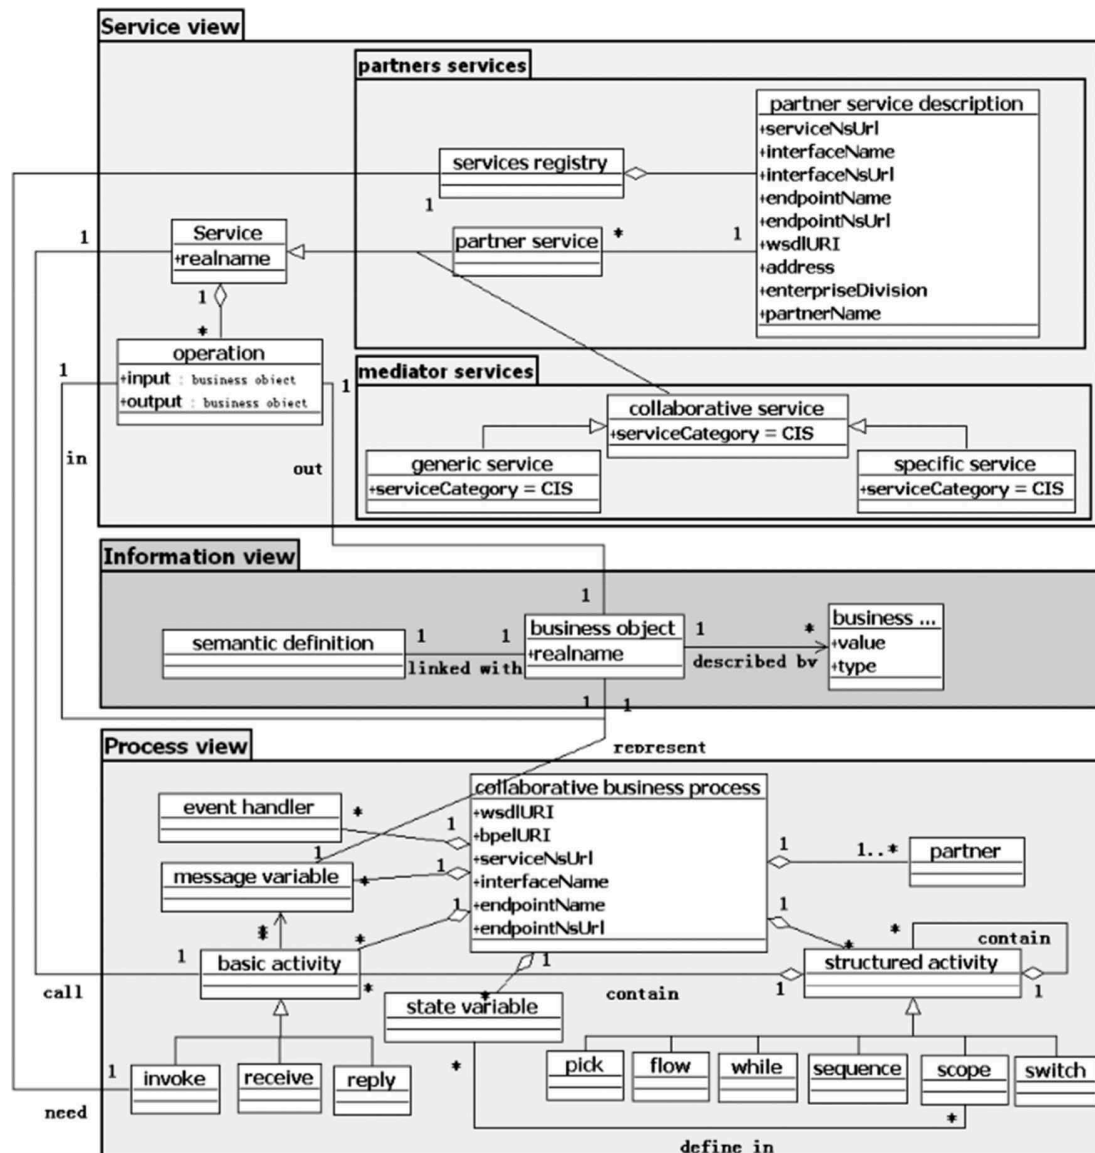 Service view
partners services
partner service description
+serviceNsUrl
+interfaceName
+interfaceNsUrl
+endpointName
+endpointNsUrl
+wsdlURI
+address
+enterpriseDivision
+partnerName
services registry
1
partner service
*
1
1
Service
+realname
1
*
operation
+input : business object
+output : business object
1
1
in
out
mediator services
collaborative service
+serviceCategory = CIS
generic service
+serviceCategory = CIS
specific service
+serviceCategory = CIS
Information view
1
semantic definition
1
1
linked with
business object
+realname
1
*
described by
business ...
+value
+type
1
1
represent
Process view
collaborative business process
+wsdlURI
+bpelURI
+serviceNsUrl
+interfaceName
+endpointName
+endpointNsUrl
event handler
*
1
1
message variable
*
1
1
1..*
partner
*
*
1
*
1
basic activity
*
1
*
*
contain
structured activity
1
1
contain
call
state variable
*
1
*
invoke
receive
reply
1
need
pick
flow
while
sequence
scope
switch
*
define in